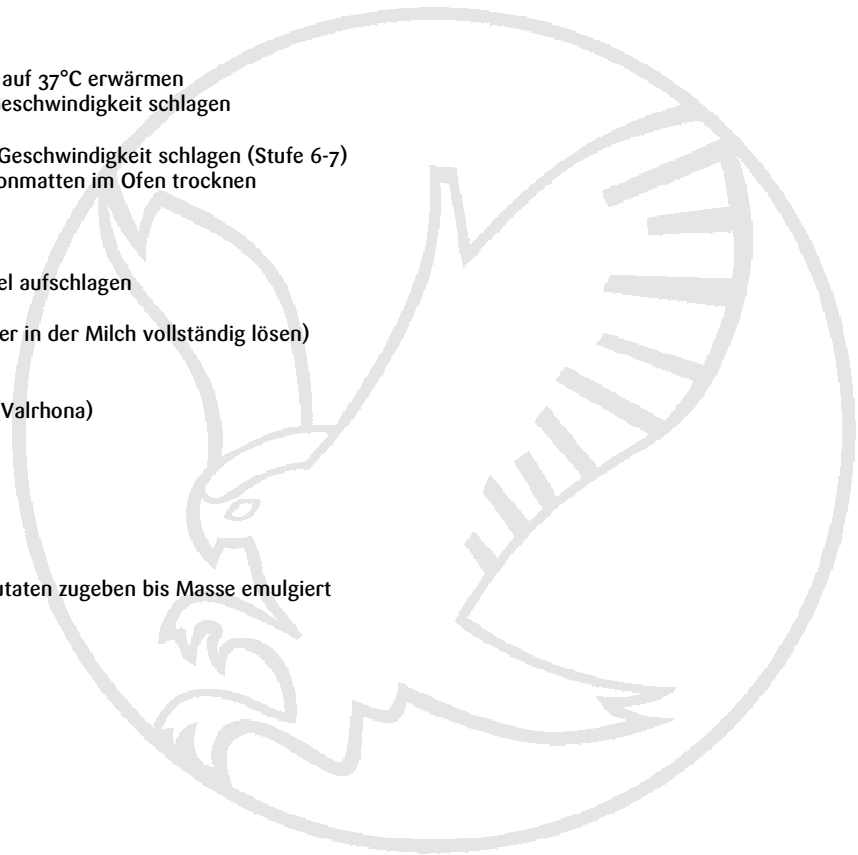 auf 37°C erwärmen
eschwindigkeit schlagen
Geschwindigkeit schlagen (Stufe 6-7)
onmatten im Ofen trocknen
el aufschlagen
er in der Milch vollständig lösen)
Valrhona)
utaten zugeben bis Masse emulgiert